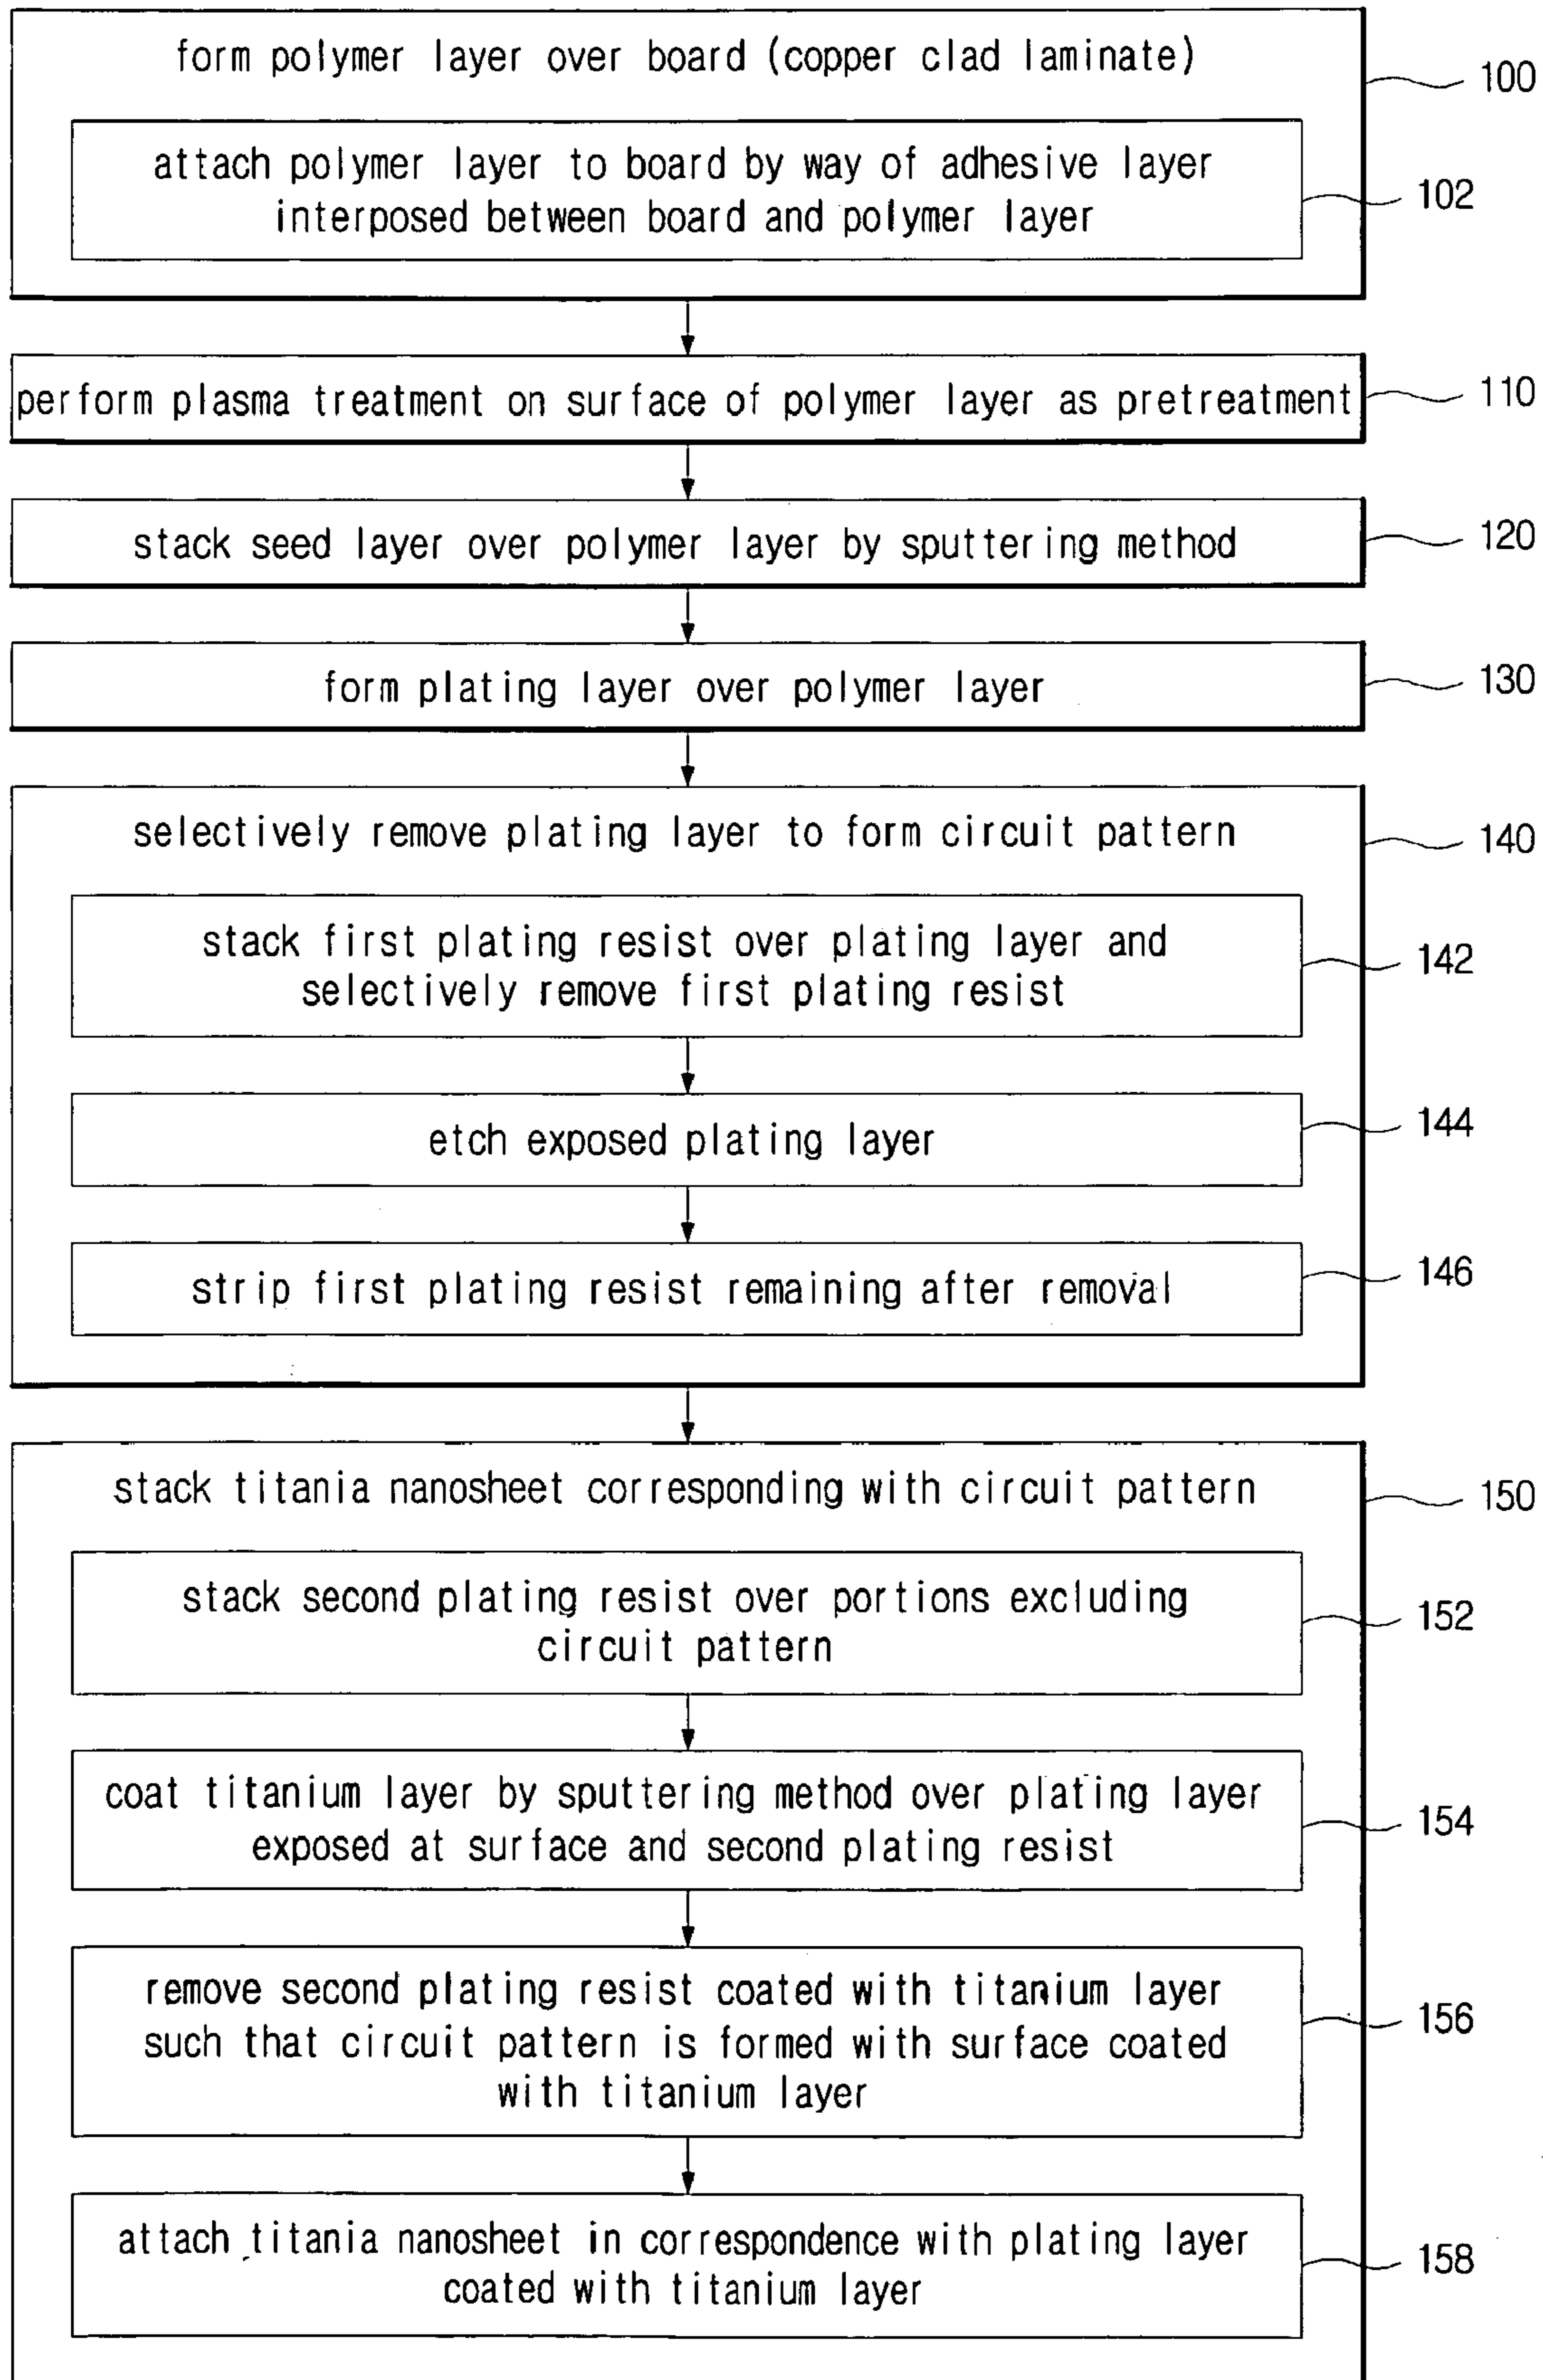 form polymer layer over board (copper clad laminate)
100
attach polymer layer to board by way of adhesive layer
interposed between board and polymer layer
102
perform plasma treatment on surface of polymer layer as pretreatment
110
stack seed layer over polymer layer by sputtering method
120
form plating layer over polymer layer
130
selectively remove plating layer to form circuit pattern
140
stack first plating resist over plating layer and
selectively remove first plating resist
142
etch exposed plating layer
144
strip first plating resist remaining after removal
146
stack titania nanosheet corresponding with circuit pattern
150
stack second plating resist over portions excluding
circuit pattern
152
coat titanium layer by sputtering method over plating layer
exposed at surface and second plating resist
154
remove second plating resist coated with titanium layer
such that circuit pattern is formed with surface coated
with titanium layer
156
attach titania nanosheet in correspondence with plating layer
coated with titanium layer
158